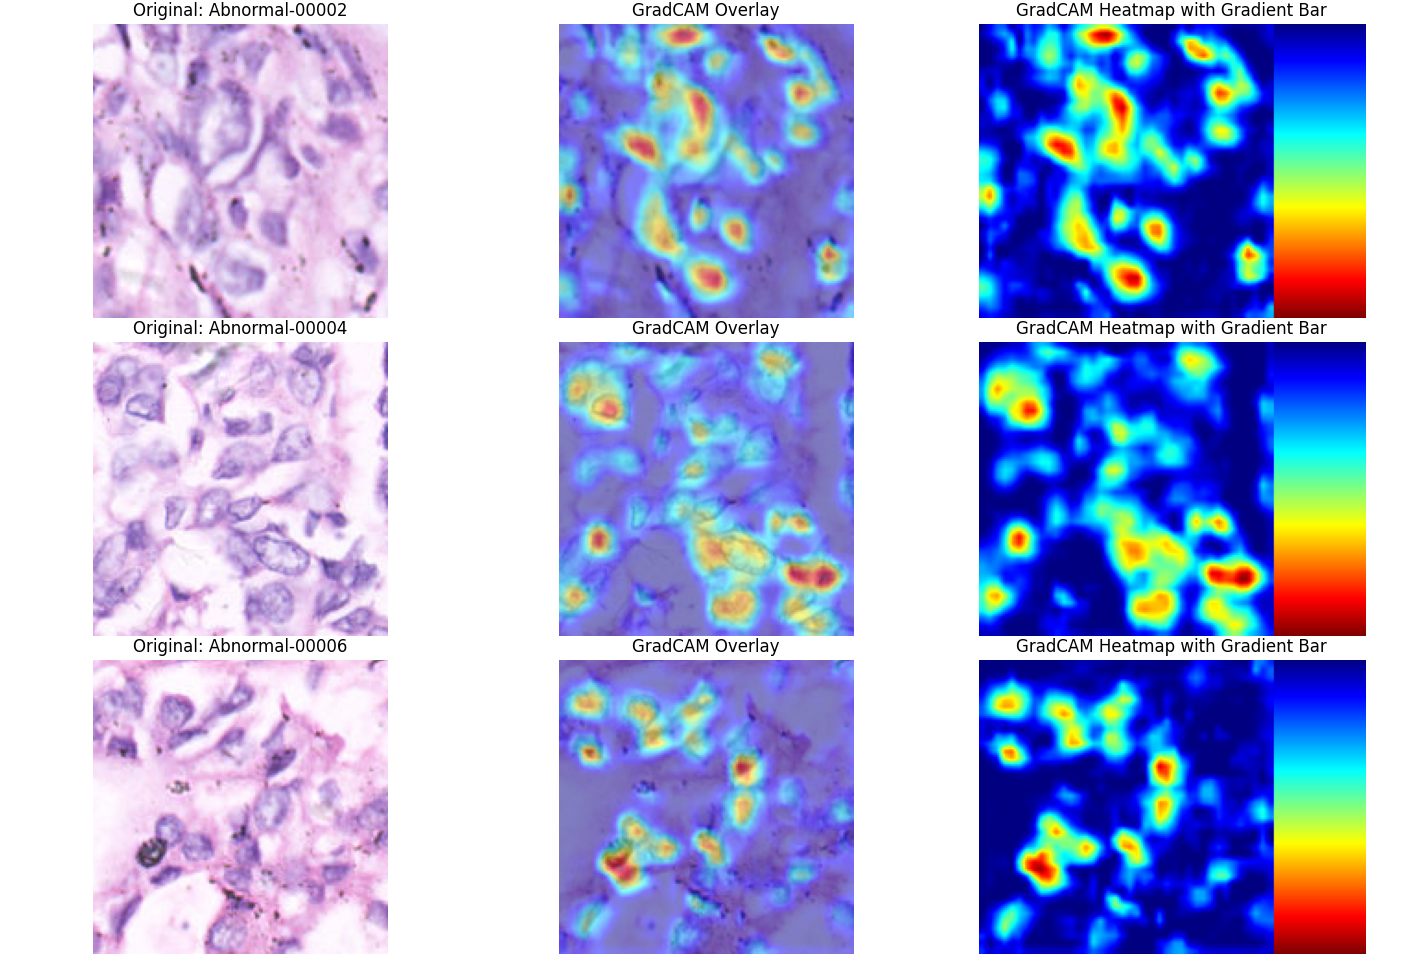 Original: Abnormal-00002
GradCAM Overlay
GradCAM Heatmap with Gradient Bar
Original: Abnormal-00004
GradCAM Overlay
GradCAM Heatmap with Gradient Bar
Original: Abnormal-00006
GradCAM Overlay
GradCAM Heatmap with Gradient Bar